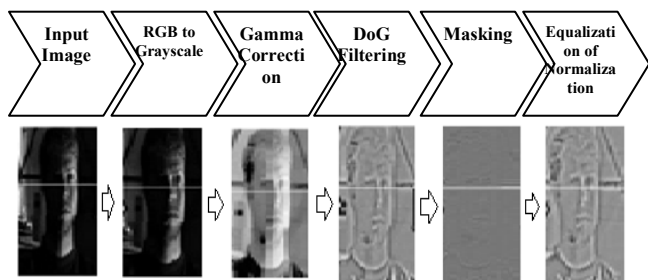 Input
Image
RGB to
Grayscale
Gamma
Correcti
on
DoG
Filtering
Masking
Equalizati
on of
Normaliza
tion